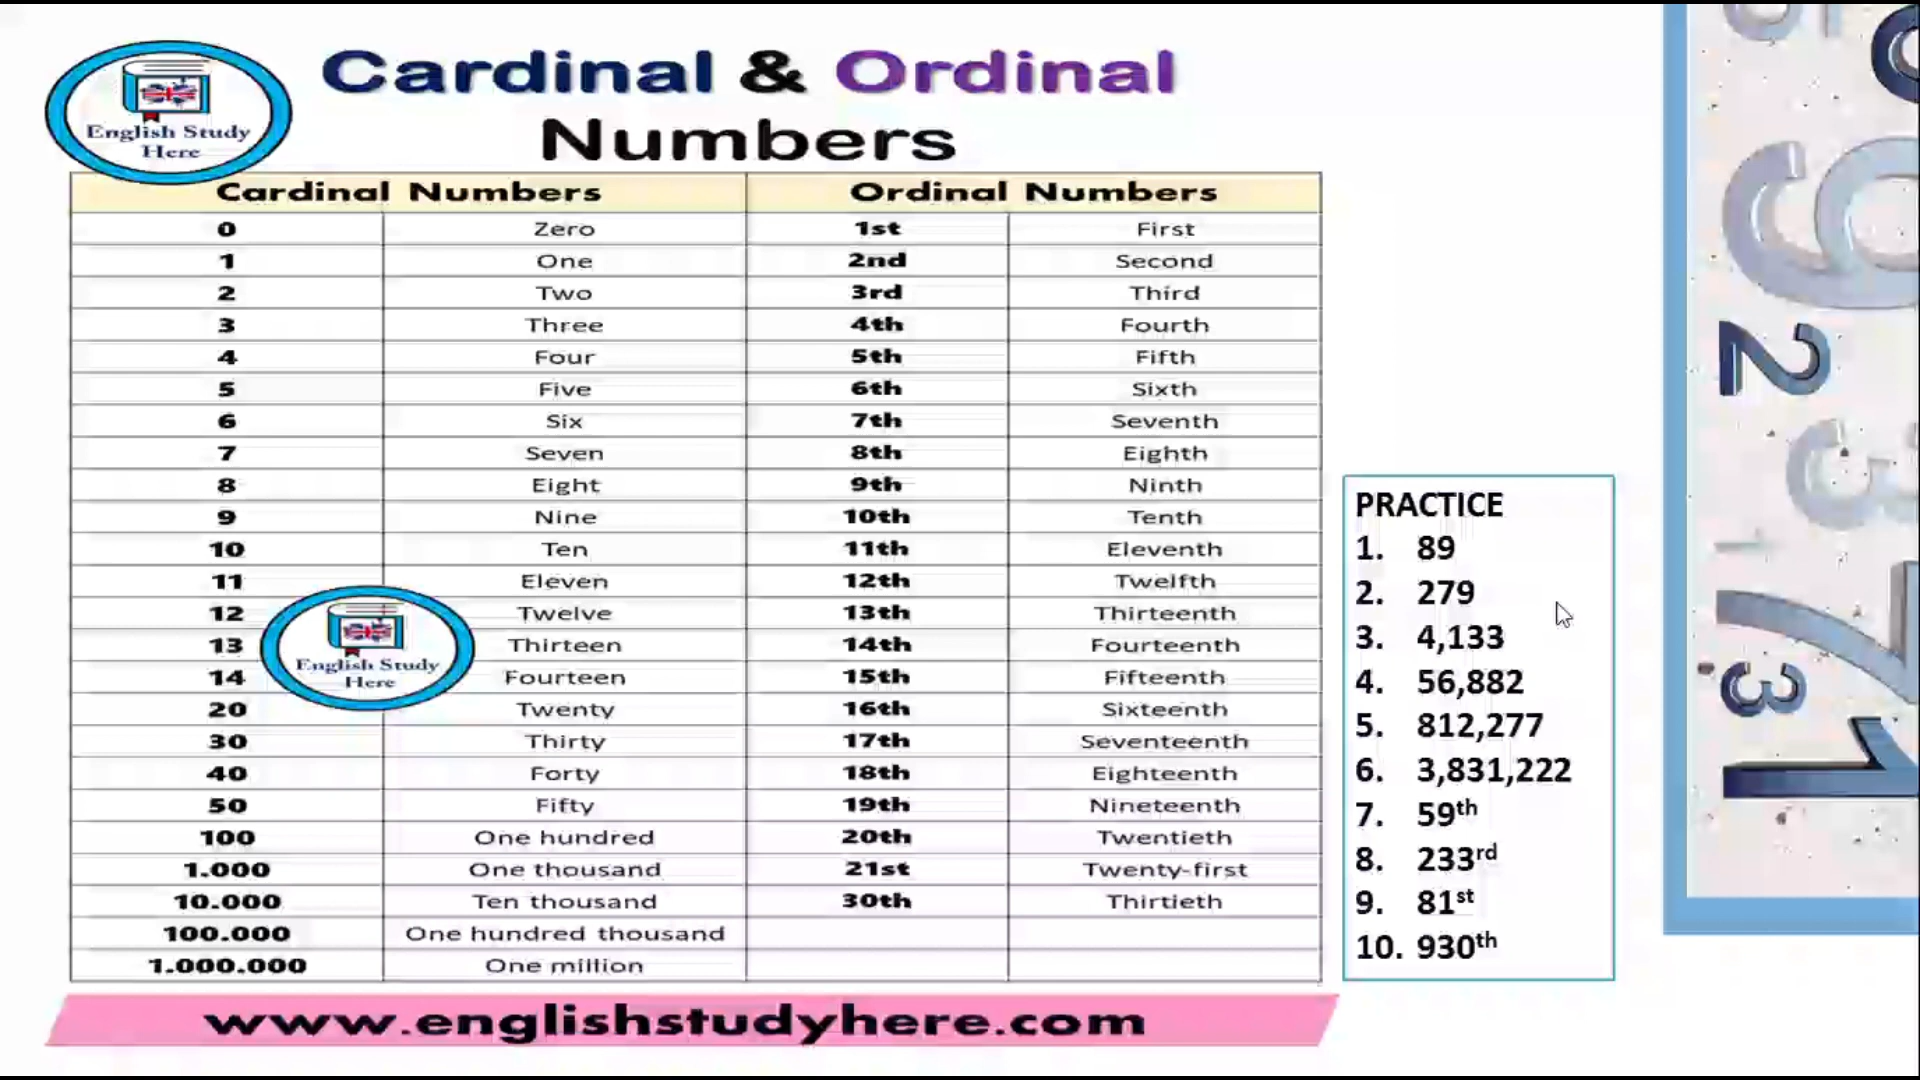 English Study
Here
Cardinal & Ordinal
Numbers
Cardinal Numbers Ordinal Numbers
0 Zero 1st First
1 One 2nd Second
2 Two 3rd Third
3 Three 4th Fourth
4 Four 5th Fifth
5 Five 6th Sixth
6 Six 7th Seventh
7 Seven 8th Eighth
8 Eight 9th Ninth
9 Nine 10th Tenth
10 Ten 11th Eleventh
11 Eleven 12th Twelfth
12 Twelve 13th Thirteenth
13 Thirteen 14th Fourteenth
14 Fourteen 15th Fifteenth
20 Twenty 16th Sixteenth
30 Thirty 17th Seventeenth
40 Forty 18th Eighteenth
50 Fifty 19th Nineteenth
100 One hundred 20th Twentieth
1.000 One thousand 21st Twenty-first
10.000 Ten thousand 30th Thirtieth
100.000 One hundred thousand
1.000.000 One million
English Study
Here
www.englishstudyhere.com
PRACTICE
1. 89
2. 279
3. 4,133
4. 56,882
5. 812,277
6. 3,831,222
7. 59th
8. 233rd
9. 81st
10. 930th